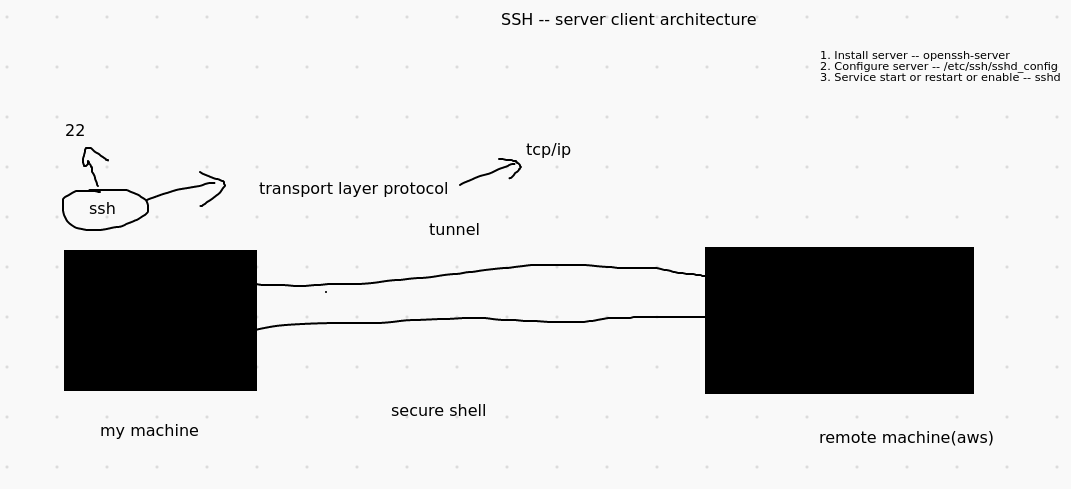 SSH -- server client architecture
1. Install server -- openssh-server
2. Configure server -- /etc/ssh/sshd_config
3. Service start or restart or enable -- sshd
22
tcp/ip
transport layer protocol
ssh
tunnel
secure shell
my machine
remote machine(aws)